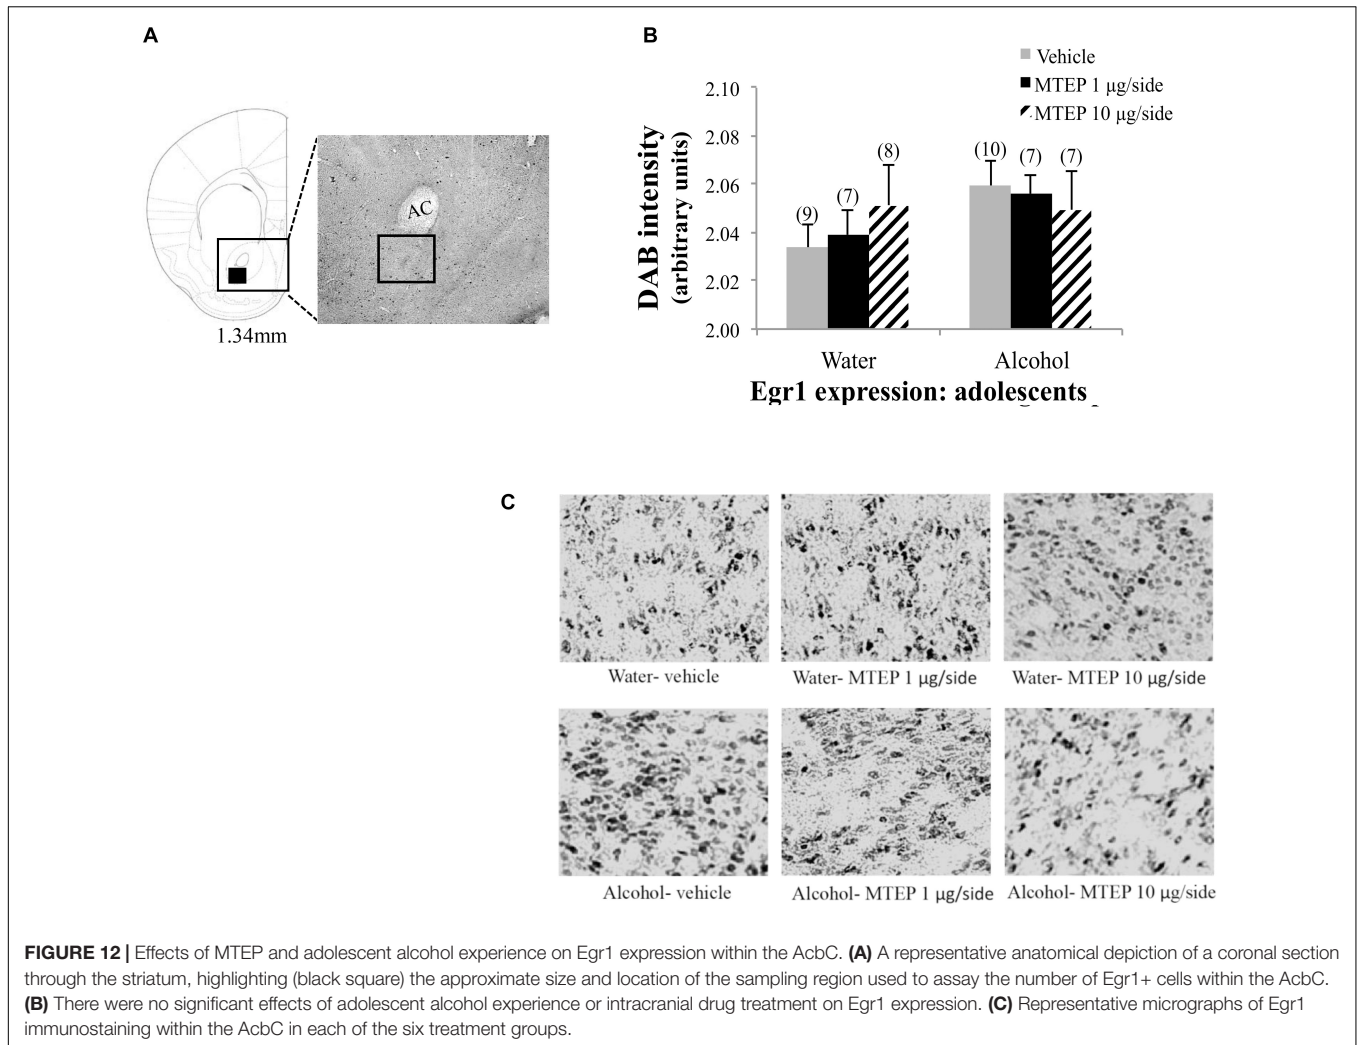 A
AC
1.34mm
B
Vehicle
MTEP 1 µg/side
MTEP 10 µg/side
DAB intensity
(arbitrary units)
2.10
2.08
2.06
2.04
2.02
2.00
(9)
(7)
(8)
(10)
(7)
(7)
Water
Alcohol
Egr1 expression: adolescents
C
Water- vehicle
Water- MTEP 1 µg/side
Water- MTEP 10 µg/side
Alcohol- vehicle
Alcohol- MTEP 1 µg/side
Alcohol- MTEP 10 µg/side
FIGURE 12 | Effects of MTEP and adolescent alcohol experience on Egr1 expression within the AcbC. (A) A representative anatomical depiction of a coronal section
through the striatum, highlighting (black square) the approximate size and location of the sampling region used to assay the number of Egr1+ cells within the AcbC.
(B) There were no significant effects of adolescent alcohol experience or intracranial drug treatment on Egr1 expression. (C) Representative micrographs of Egr1
immunostaining within the AcbC in each of the six treatment groups.